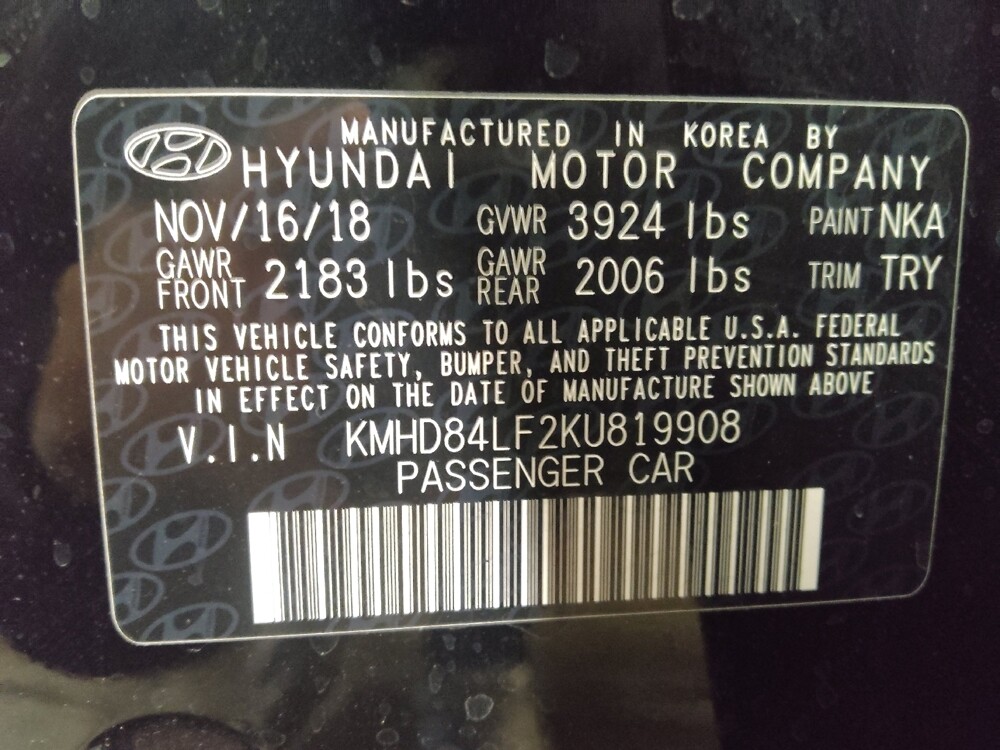 MANUFACTURED IN KOREA BY
HYUNDAI MOTOR COMPANY
NOV/16/18 GVWR 3924 lbs PAINT NKA
GAWR FRONT 2183 lbs GAWR REAR 2006 lbs TRIM TRY
THIS VEHICLE CONFORMS TO ALL APPLICABLE U.S.A. FEDERAL
MOTOR VEHICLE SAFETY, BUMPER, AND THEFT PREVENTION STANDARDS
IN EFFECT ON THE DATE OF MANUFACTURE SHOWN ABOVE
V.I.N KMHD84LF2KU819908
PASSENGER CAR